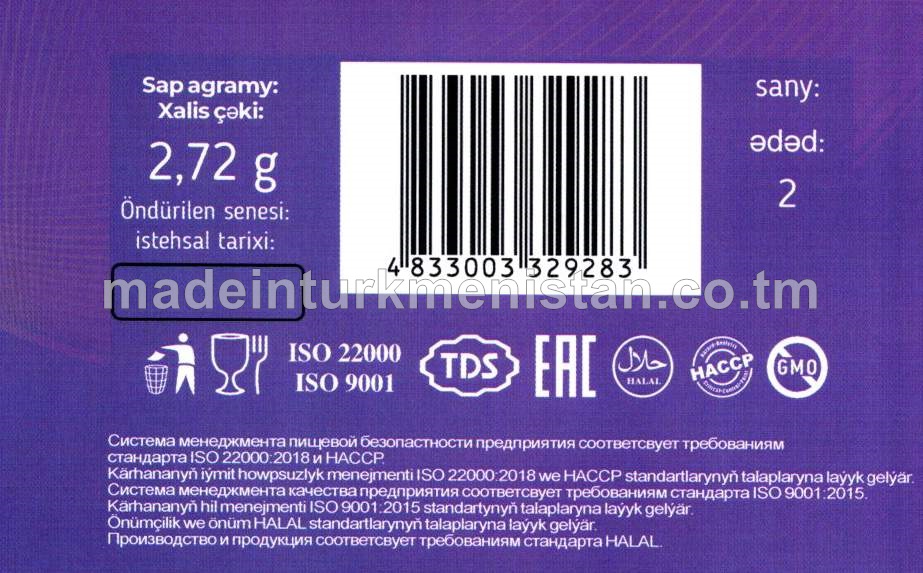 Sap agramy:
Xalis çəki:
2,72 g
Öndürilen senesi:
istehsal tarixi:
4 833003 329283
sany:
ədəd:
2
madeinturkmenistan.co.tm
ISO 22000
ISO 9001
TDS
EAC
حلال
HALAL
HACCP
GMO
Система менеджмента пищевой безопастности предприятия соответсвует требованиям
стандарта ISO 22000:2018 и HACCP.
Kärhananyň iýmit howpsuzlyk menejmenti ISO 22000:2018 we HACCP standartlarynyň talaplaryna laýyk gelýär.
Система менеджмента качества предприятия соответсвует требованиям стандарта ISO 9001:2015.
Kärhananyň hil menejmenti ISO 9001:2015 standartynyň talaplaryna laýyk gelýär.
Önümçilik we önüm HALAL standartlarynyň talaplaryna laýyk gelýär.
Производство и продукция соответсвует требованиям стандарта HALAL.